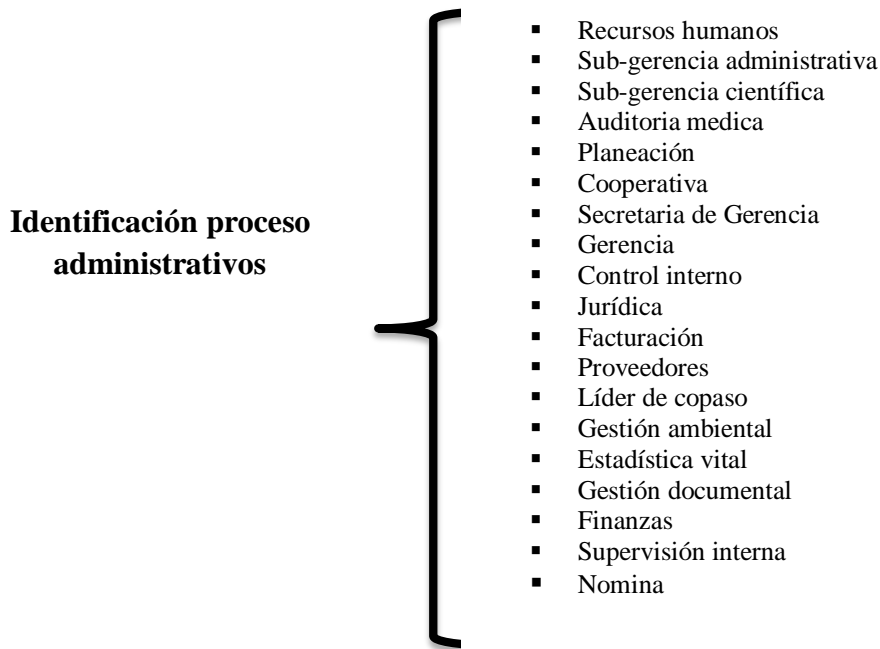 Identificación proceso
administrativos
▪ Recursos humanos
▪ Sub-gerencia administrativa
▪ Sub-gerencia científica
▪ Auditoria medica
▪ Planeación
▪ Cooperativa
▪ Secretaria de Gerencia
▪ Gerencia
▪ Control interno
▪ Jurídica
▪ Facturación
▪ Proveedores
▪ Líder de copaso
▪ Gestión ambiental
▪ Estadística vital
▪ Gestión documental
▪ Finanzas
▪ Supervisión interna
▪ Nomina